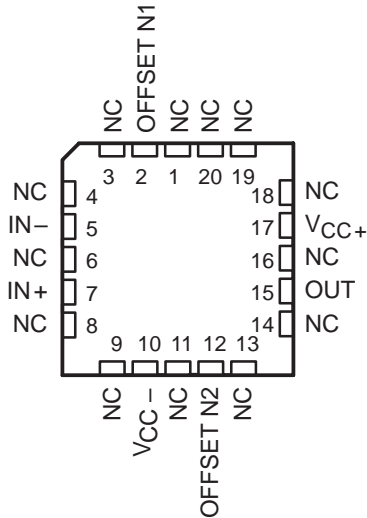 NC
OFFSET N1
NC
NC
NC
3 2 1 20 19
NC 4 18 NC
IN− 5 17 VCC+
NC 6 16 NC
IN+ 7 15 OUT
NC 8 14 NC
9 10 11 12 13
NC
VCC −
NC
OFFSET N2
NC